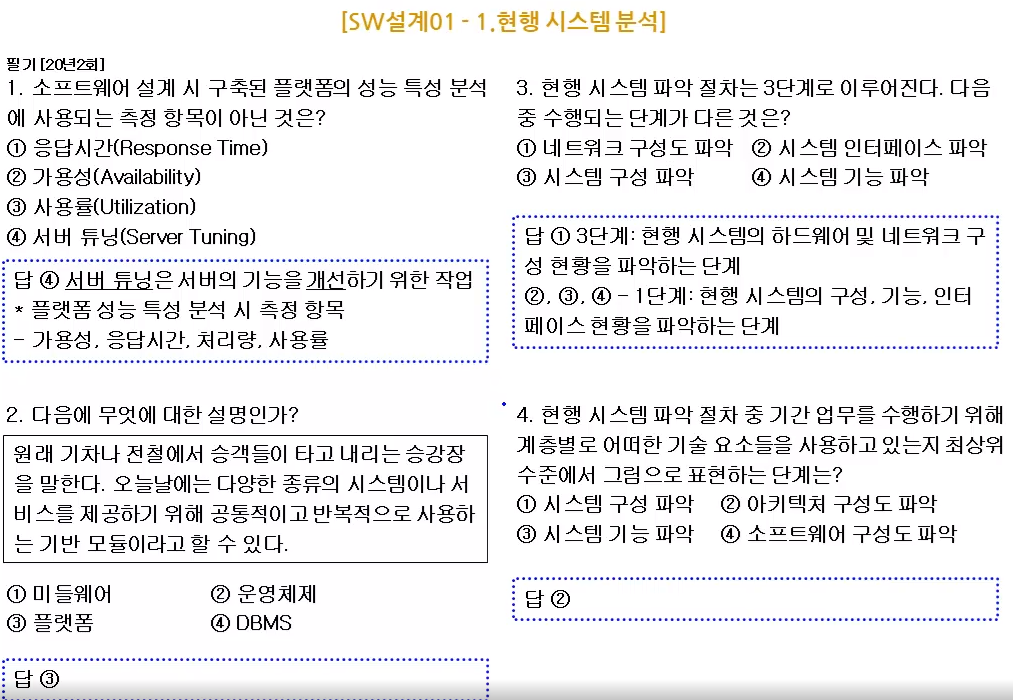 [SW설계01 - 1.현행 시스템 분석]
필기 [20년2회]
1. 소프트웨어 설계 시 구축된 플랫폼의 성능 특성 분석
에 사용되는 측정 항목이 아닌 것은?
① 응답시간(Response Time)
② 가용성(Availability)
③ 사용률(Utilization)
④ 서버 튜닝(Server Tuning)
답 ④ 서버 튜닝은 서버의 기능을 개선하기 위한 작업
* 플랫폼 성능 특성 분석 시 측정 항목
- 가용성, 응답시간, 처리량, 사용률
2. 다음에 무엇에 대한 설명인가?
원래 기차나 전철에서 승객들이 타고 내리는 승강장
을 말한다. 오늘날에는 다양한 종류의 시스템이나 서
비스를 제공하기 위해 공통적이고 반복적으로 사용하
는 기반 모듈이라고 할 수 있다.
① 미들웨어 ② 운영체제
③ 플랫폼 ④ DBMS
답 ③
3. 현행 시스템 파악 절차는 3단계로 이루어진다. 다음
중 수행되는 단계가 다른 것은?
① 네트워크 구성도 파악 ② 시스템 인터페이스 파악
③ 시스템 구성 파악 ④ 시스템 기능 파악
답 ① 3단계: 현행 시스템의 하드웨어 및 네트워크 구
성 현황을 파악하는 단계
②, ③, ④ - 1단계: 현행 시스템의 구성, 기능, 인터
페이스 현황을 파악하는 단계
4. 현행 시스템 파악 절차 중 기간 업무를 수행하기 위해
계층별로 어떠한 기술 요소들을 사용하고 있는지 최상위
수준에서 그림으로 표현하는 단계는?
① 시스템 구성 파악 ② 아키텍처 구성도 파악
③ 시스템 기능 파악 ④ 소프트웨어 구성도 파악
답 ②